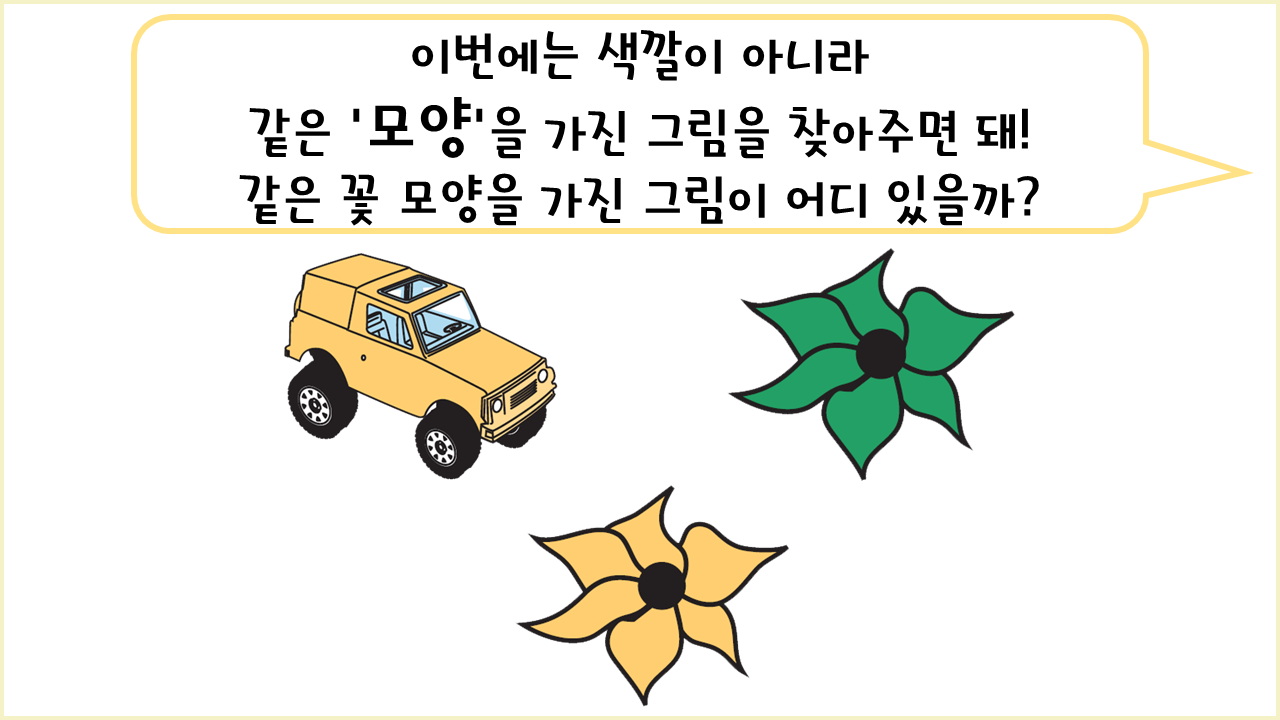 이번에는 색깔이 아니라
같은 '모양'을 가진 그림을 찾아주면 돼!
같은 꽃 모양을 가진 그림이 어디 있을까?